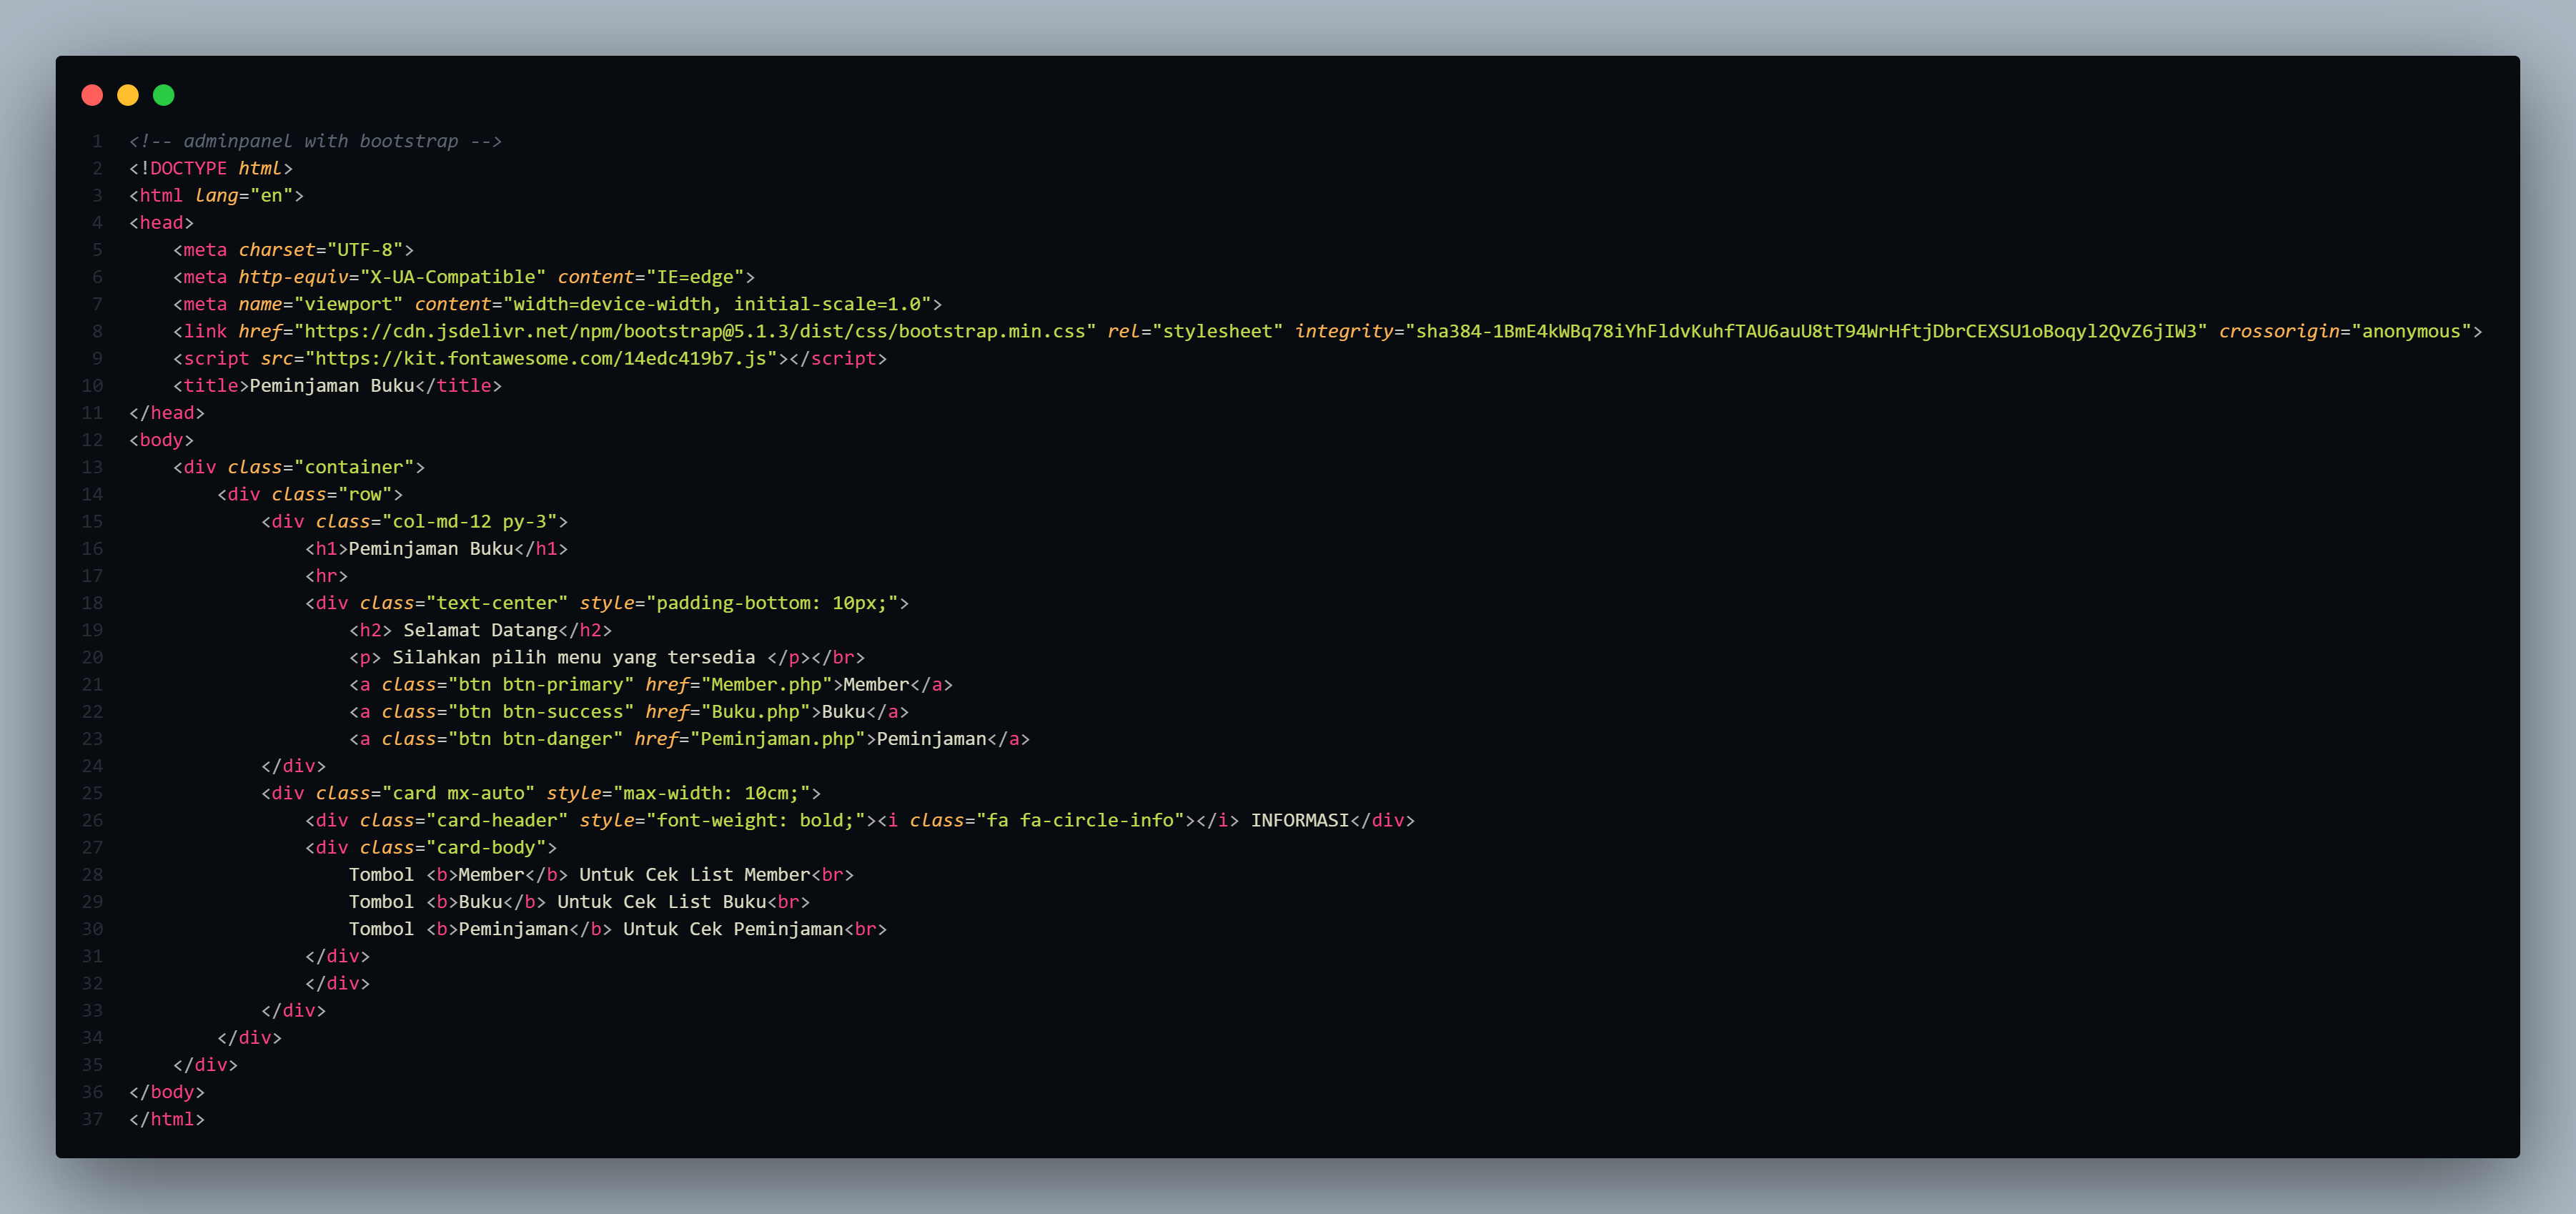 1 <!-- adminpanel with bootstrap -->
2 <!DOCTYPE html>
3 <html lang="en">
4 <head>
5     <meta charset="UTF-8">
6     <meta http-equiv="X-UA-Compatible" content="IE=edge">
7     <meta name="viewport" content="width=device-width, initial-scale=1.0">
8     <link href="https://cdn.jsdelivr.net/npm/bootstrap@5.1.3/dist/css/bootstrap.min.css" rel="stylesheet" integrity="sha384-1BmE4kWBq78iYhFldvKuhfTAU6auU8tT94WrHftjDbrCEXSU1oBoqyl2QvZ6jIW3" crossorigin="anonymous">
9     <script src="https://kit.fontawesome.com/14edc419b7.js"></script>
10     <title>Peminjaman Buku</title>
11 </head>
12 <body>
13     <div class="container">
14         <div class="row">
15             <div class="col-md-12 py-3">
16                 <h1>Peminjaman Buku</h1>
17                 <hr>
18                 <div class="text-center" style="padding-bottom: 10px;">
19                     <h2> Selamat Datang</h2>
20                     <p> Silahkan pilih menu yang tersedia </p></br>
21                     <a class="btn btn-primary" href="Member.php">Member</a>
22                     <a class="btn btn-success" href="Buku.php">Buku</a>
23                     <a class="btn btn-danger" href="Peminjaman.php">Peminjaman</a>
24             </div>
25             <div class="card mx-auto" style="max-width: 10cm;">
26                 <div class="card-header" style="font-weight: bold;"><i class="fa fa-circle-info"></i> INFORMASI</div>
27                 <div class="card-body">
28                     Tombol <b>Member</b> Untuk Cek List Member<br>
29                     Tombol <b>Buku</b> Untuk Cek List Buku<br>
30                     Tombol <b>Peminjaman</b> Untuk Cek Peminjaman<br>
31                 </div>
32                 </div>
33             </div>
34         </div>
35     </div>
36 </body>
37 </html>